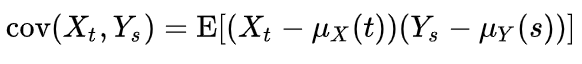 cov(X_t, Y_s) = E[(X_t − μ_X(t))(Y_s − μ_Y(s))]